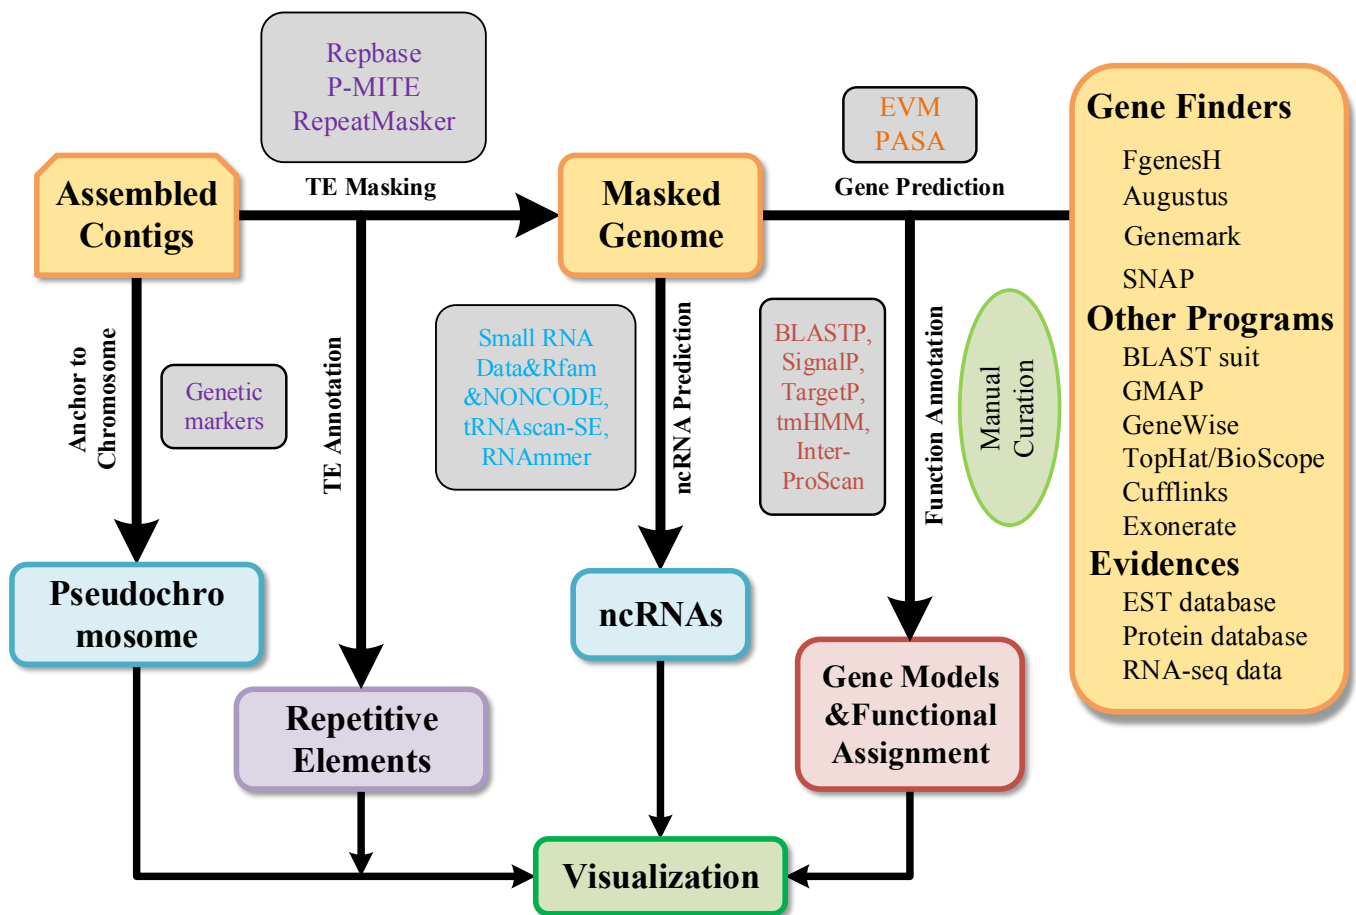 Repbase
P-MITE
RepeatMasker
TE Masking
EVM
PASA
Gene Prediction
Assembled
Contigs
Masked
Genome
Gene Finders
FgenesH
Augustus
Genemark
SNAP
Other Programs
BLAST suit
GMAP
GeneWise
TopHat/BioScope
Cufflinks
Exonerate
Evidences
EST database
Protein database
RNA-seq data
Anchor to
Chromosome
Genetic
markers
TE Annotation
Small RNA
Data&Rfam
&NONCODE,
tRNAscan-SE,
RNAmmer
ncRNA Prediction
BLASTP,
SignalP,
TargetP,
tmHMM,
Inter-
ProScan
Function Annotation
Manual
Curation
Pseudochro
mosome
Repetitive
Elements
ncRNAs
Gene Models
&Functional
Assignment
Visualization